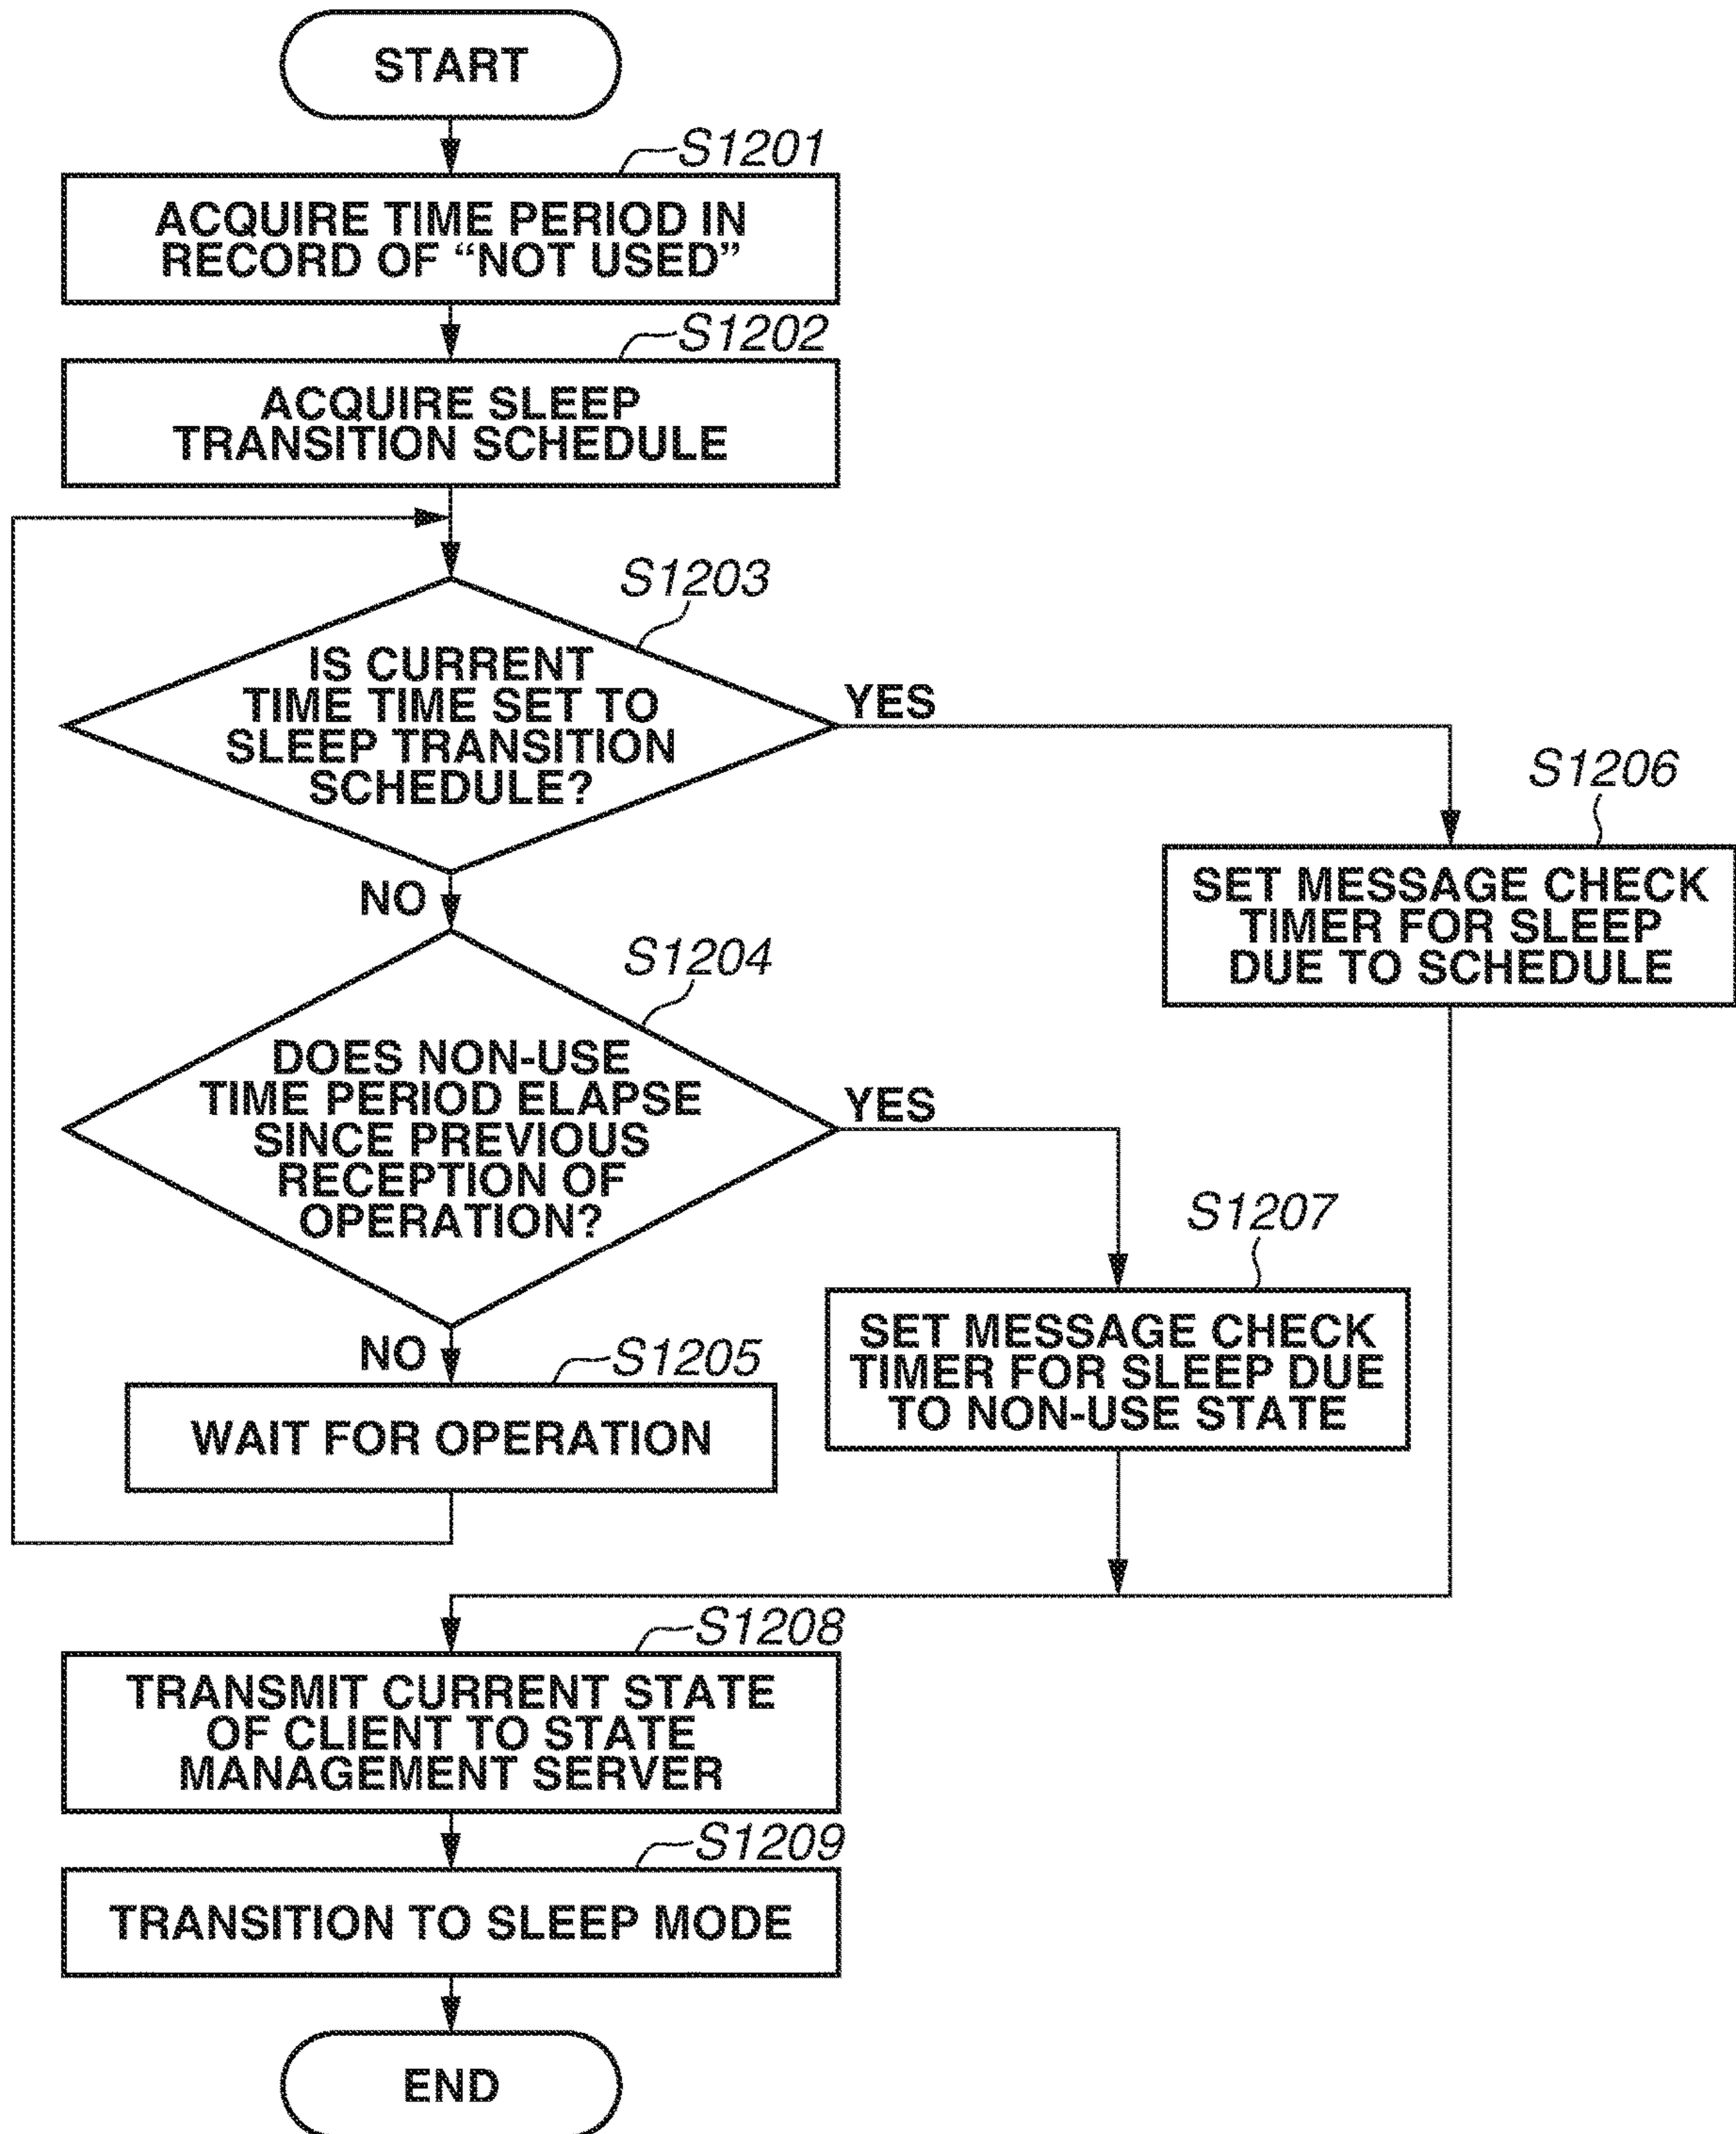 START
S1201
ACQUIRE TIME PERIOD IN
RECORD OF “NOT USED”
S1202
ACQUIRE SLEEP
TRANSITION SCHEDULE
S1203
IS CURRENT
TIME TIME SET TO
SLEEP TRANSITION
SCHEDULE?
YES
NO
S1206
SET MESSAGE CHECK
TIMER FOR SLEEP
DUE TO SCHEDULE
S1204
DOES NON-USE
TIME PERIOD ELAPSE
SINCE PREVIOUS
RECEPTION OF
OPERATION?
YES
NO
S1207
SET MESSAGE CHECK
TIMER FOR SLEEP DUE
TO NON-USE STATE
S1205
WAIT FOR OPERATION
S1208
TRANSMIT CURRENT STATE
OF CLIENT TO STATE
MANAGEMENT SERVER
S1209
TRANSITION TO SLEEP MODE
END